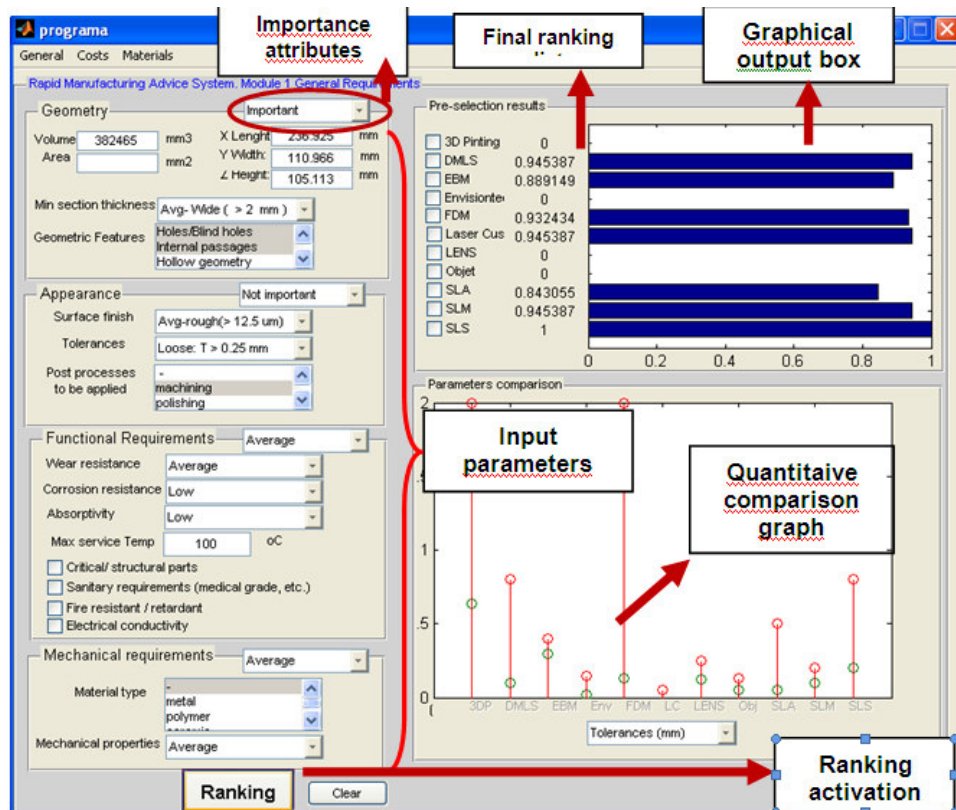 programa
Importance attributes
Final ranking
Graphical output box
General Costs Materials
Rapid Manufacturing Advice System. Module 1 General Requirements
Geometry Important
Volume 382465 mm3
Area mm2
X Lenght 236.925 mm
Y Width: 110.966 mm
Z Height: 105.113 mm
Min section thickness Avg- Wide ( > 2 mm )
Geometric Features Holes/Blind holes
Internal passages
Hollow geometry
Appearance Not important
Surface finish Avg-rough(> 12.5 um)
Tolerances Loose: T > 0.25 mm
Post processes to be applied
-
machining
polishing
Functional Requirements Average
Wear resistance Average
Corrosion resistance Low
Absorptivity Low
Max service Temp 100 oC
Critical/ structural parts
Sanitary requirements (medical grade, etc.)
Fire resistant / retardant
Electrical conductivity
Mechanical requirements Average
Material type
-
metal
polymer
Mechanical properties Average
Ranking Clear
Pre-selection results
3D Pinting 0
DMLS 0.945387
EBM 0.889149
Envisionte 0
FDM 0.932434
Laser Cus 0.945387
LENS 0
Objet 0
SLA 0.843055
SLM 0.945387
SLS 1
0 0.2 0.4 0.6 0.8 1
Parameters comparison
2
1
.5
0
Input parameters
Quantitaive comparison graph
3DP DMLS EBM Env FDM LC LENS Obj SLA SLM SLS
Tolerances (mm)
Ranking activation